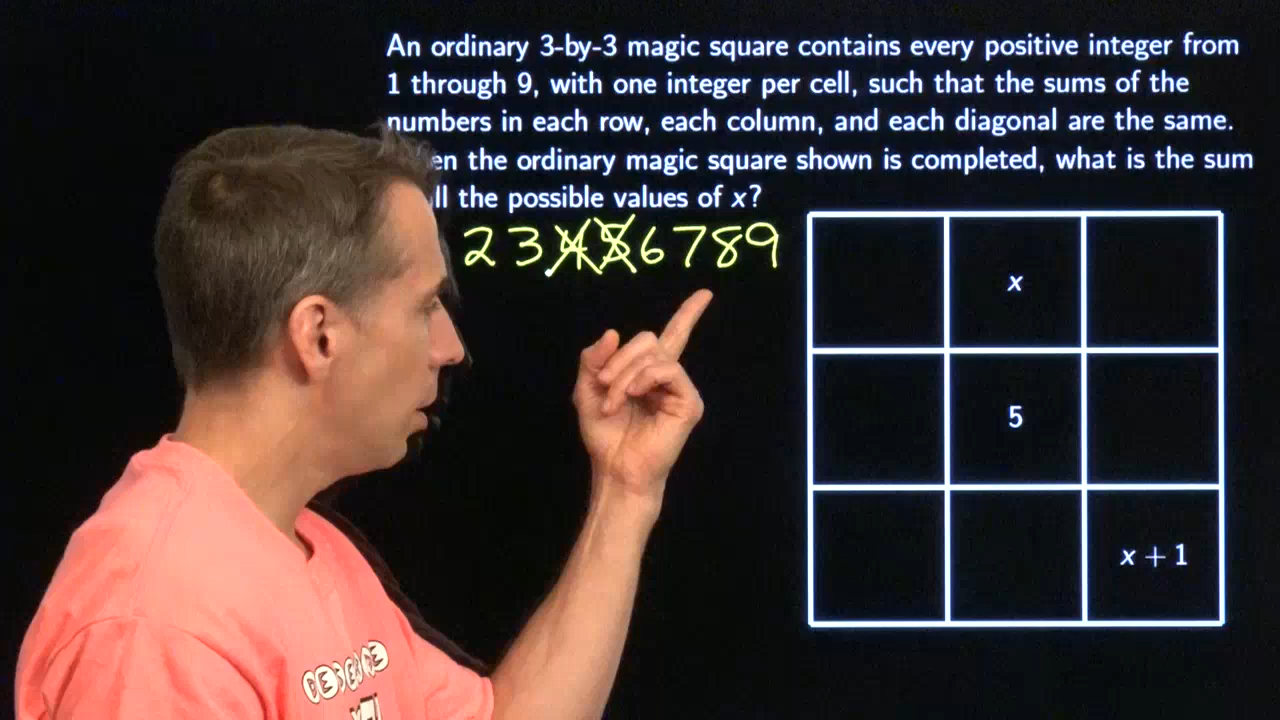 An ordinary 3-by-3 magic square contains every positive integer from
1 through 9, with one integer per cell, such that the sums of the
numbers in each row, each column, and each diagonal are the same.
the ordinary magic square shown is completed, what is the sum
the possible values of x?
2 3 4 5 6 7 8 9
x
5
x + 1